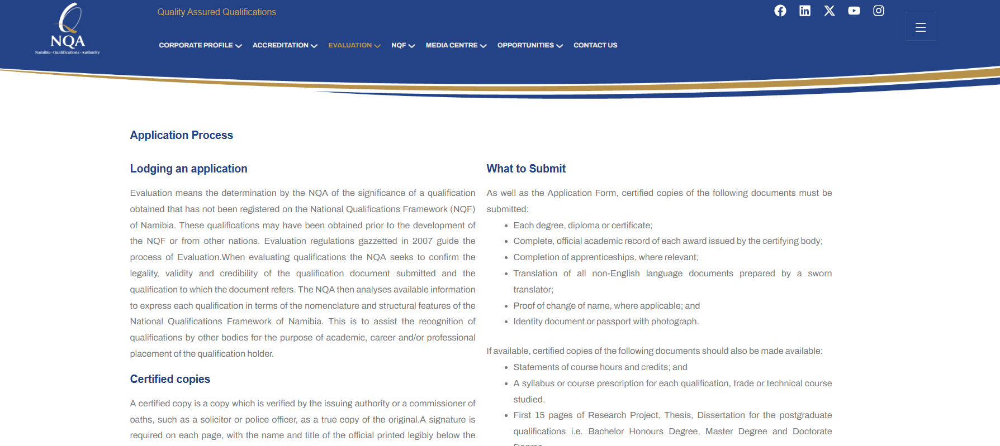 Quality Assured Qualifications
NQA
Namibia - Qualifications - Authority
CORPORATE PROFILE
ACCREDITATION
EVALUATION
NQF
MEDIA CENTRE
OPPORTUNITIES
CONTACT US
Application Process
Lodging an application
Evaluation means the determination by the NQA of the significance of a qualification
obtained that has not been registered on the National Qualifications Framework (NQF)
of Namibia. These qualifications may have been obtained prior to the development of
the NQF or from other nations. Evaluation regulations gazzetted in 2007 guide the
process of Evaluation.When evaluating qualifications the NQA seeks to confirm the
legality, validity and credibility of the qualification document submitted and the
qualification to which the document refers. The NQA then analyses available information
to express each qualification in terms of the nomenclature and structural features of the
National Qualifications Framework of Namibia. This is to assist the recognition of
qualifications by other bodies for the purpose of academic, career and/or professional
placement of the qualification holder.
Certified copies
A certified copy is a copy which is verified by the issuing authority or a commissioner of
oaths, such as a solicitor or police officer, as a true copy of the original.A signature is
required on each page, with the name and title of the official printed legibly below the
What to Submit
As well as the Application Form, certified copies of the following documents must be
submitted:
• Each degree, diploma or certificate;
• Complete, official academic record of each award issued by the certifying body;
• Completion of apprenticeships, where relevant;
• Translation of all non-English language documents prepared by a sworn
translator;
• Proof of change of name, where applicable; and
• Identity document or passport with photograph.
If available, certified copies of the following documents should also be made available:
• Statements of course hours and credits; and
• A syllabus or course prescription for each qualification, trade or technical course
studied.
• First 15 pages of Research Project, Thesis, Dissertation for the postgraduate
qualifications i.e. Bachelor Honours Degree, Master Degree and Doctorate